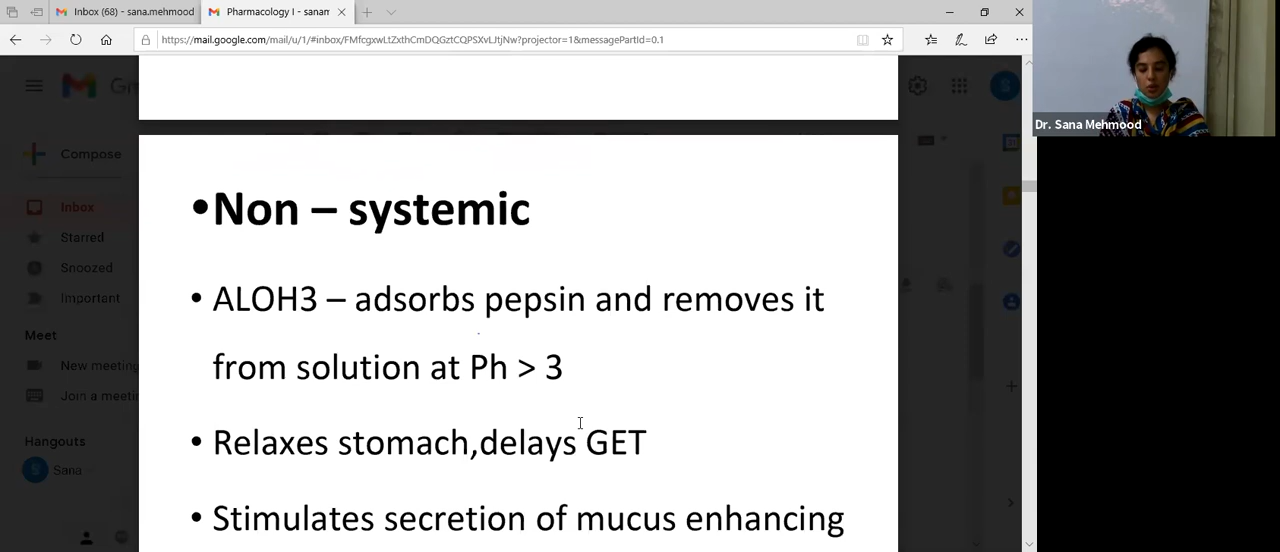 Inbox (68) - sana.mehmood
Pharmacology I - sanam
https://mail.google.com/mail/u/1/#inbox/FMfcgxwLtZxthCmDQGztCQPSXvLJtjNw?projector=1&messagePartId=0.1
Compose
Inbox
Starred
Snoozed
Important
Meet
New meeting
Join a
Hangouts
S Sana
S
Dr. Sana Mehmood
•Non – systemic
• ALOH3 – adsorbs pepsin and removes it
from solution at Ph > 3
• Relaxes stomach,delays GET
• Stimulates secretion of mucus enhancing